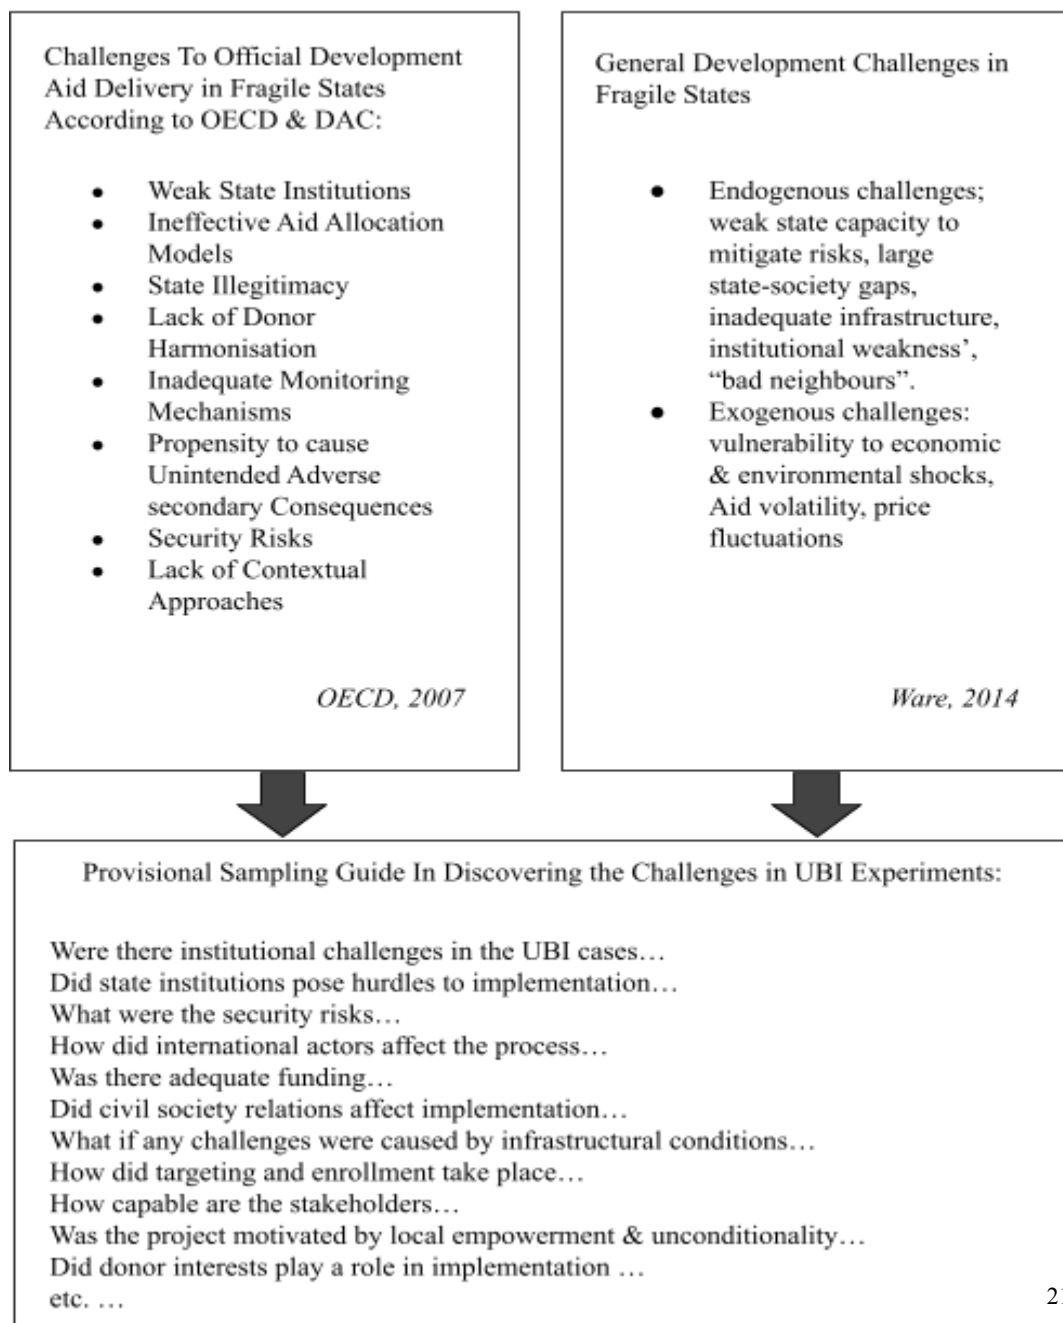 Challenges To Official Development
Aid Delivery in Fragile States
According to OECD & DAC:
● Weak State Institutions
● Ineffective Aid Allocation
Models
● State Illegitimacy
● Lack of Donor
Harmonisation
● Inadequate Monitoring
Mechanisms
● Propensity to cause
Unintended Adverse
secondary Consequences
● Security Risks
● Lack of Contextual
Approaches
OECD, 2007
General Development Challenges in
Fragile States
● Endogenous challenges;
weak state capacity to
mitigate risks, large
state-society gaps,
inadequate infrastructure,
institutional weakness’,
“bad neighbours”.
● Exogenous challenges:
vulnerability to economic
& environmental shocks,
Aid volatility, price
fluctuations
Ware, 2014
Provisional Sampling Guide In Discovering the Challenges in UBI Experiments:
Were there institutional challenges in the UBI cases…
Did state institutions pose hurdles to implementation…
What were the security risks…
How did international actors affect the process…
Was there adequate funding…
Did civil society relations affect implementation…
What if any challenges were caused by infrastructural conditions…
How did targeting and enrollment take place…
How capable are the stakeholders…
Was the project motivated by local empowerment & unconditionality…
Did donor interests play a role in implementation …
etc. …